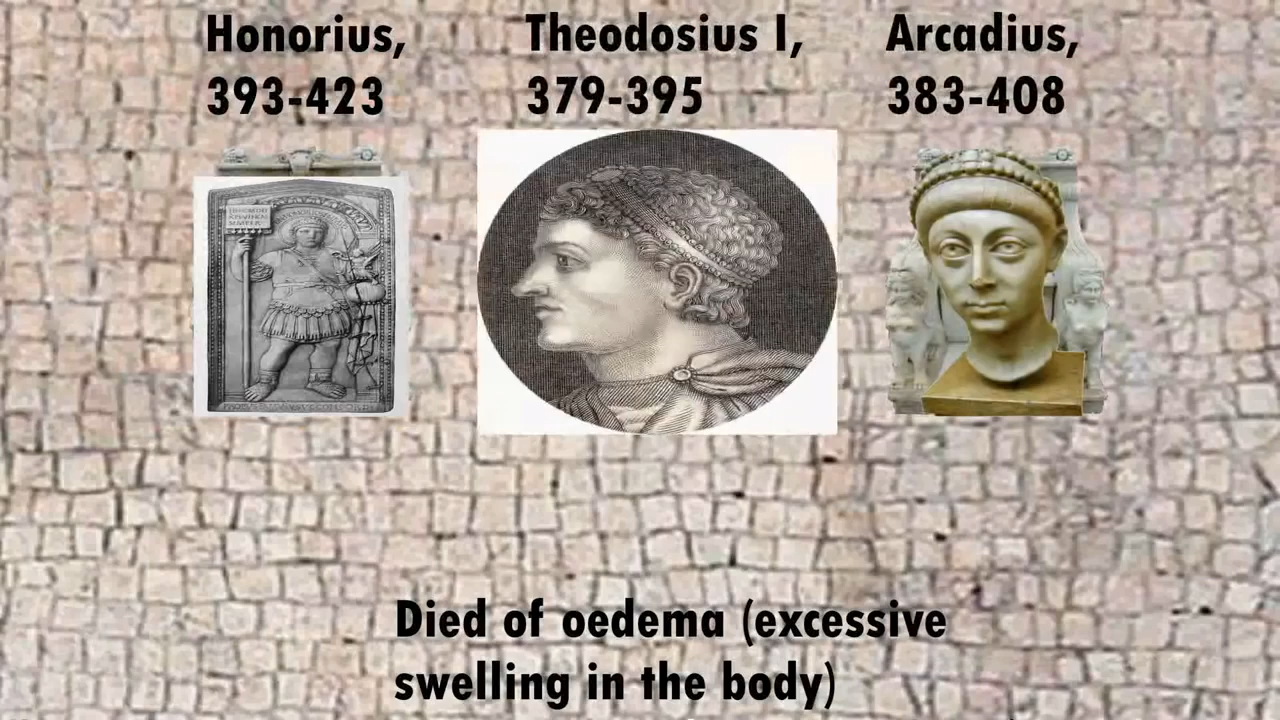 Honorius,
393-423
Theodosius I,
379-395
Arcadius,
383-408
Died of oedema (excessive
swelling in the body)